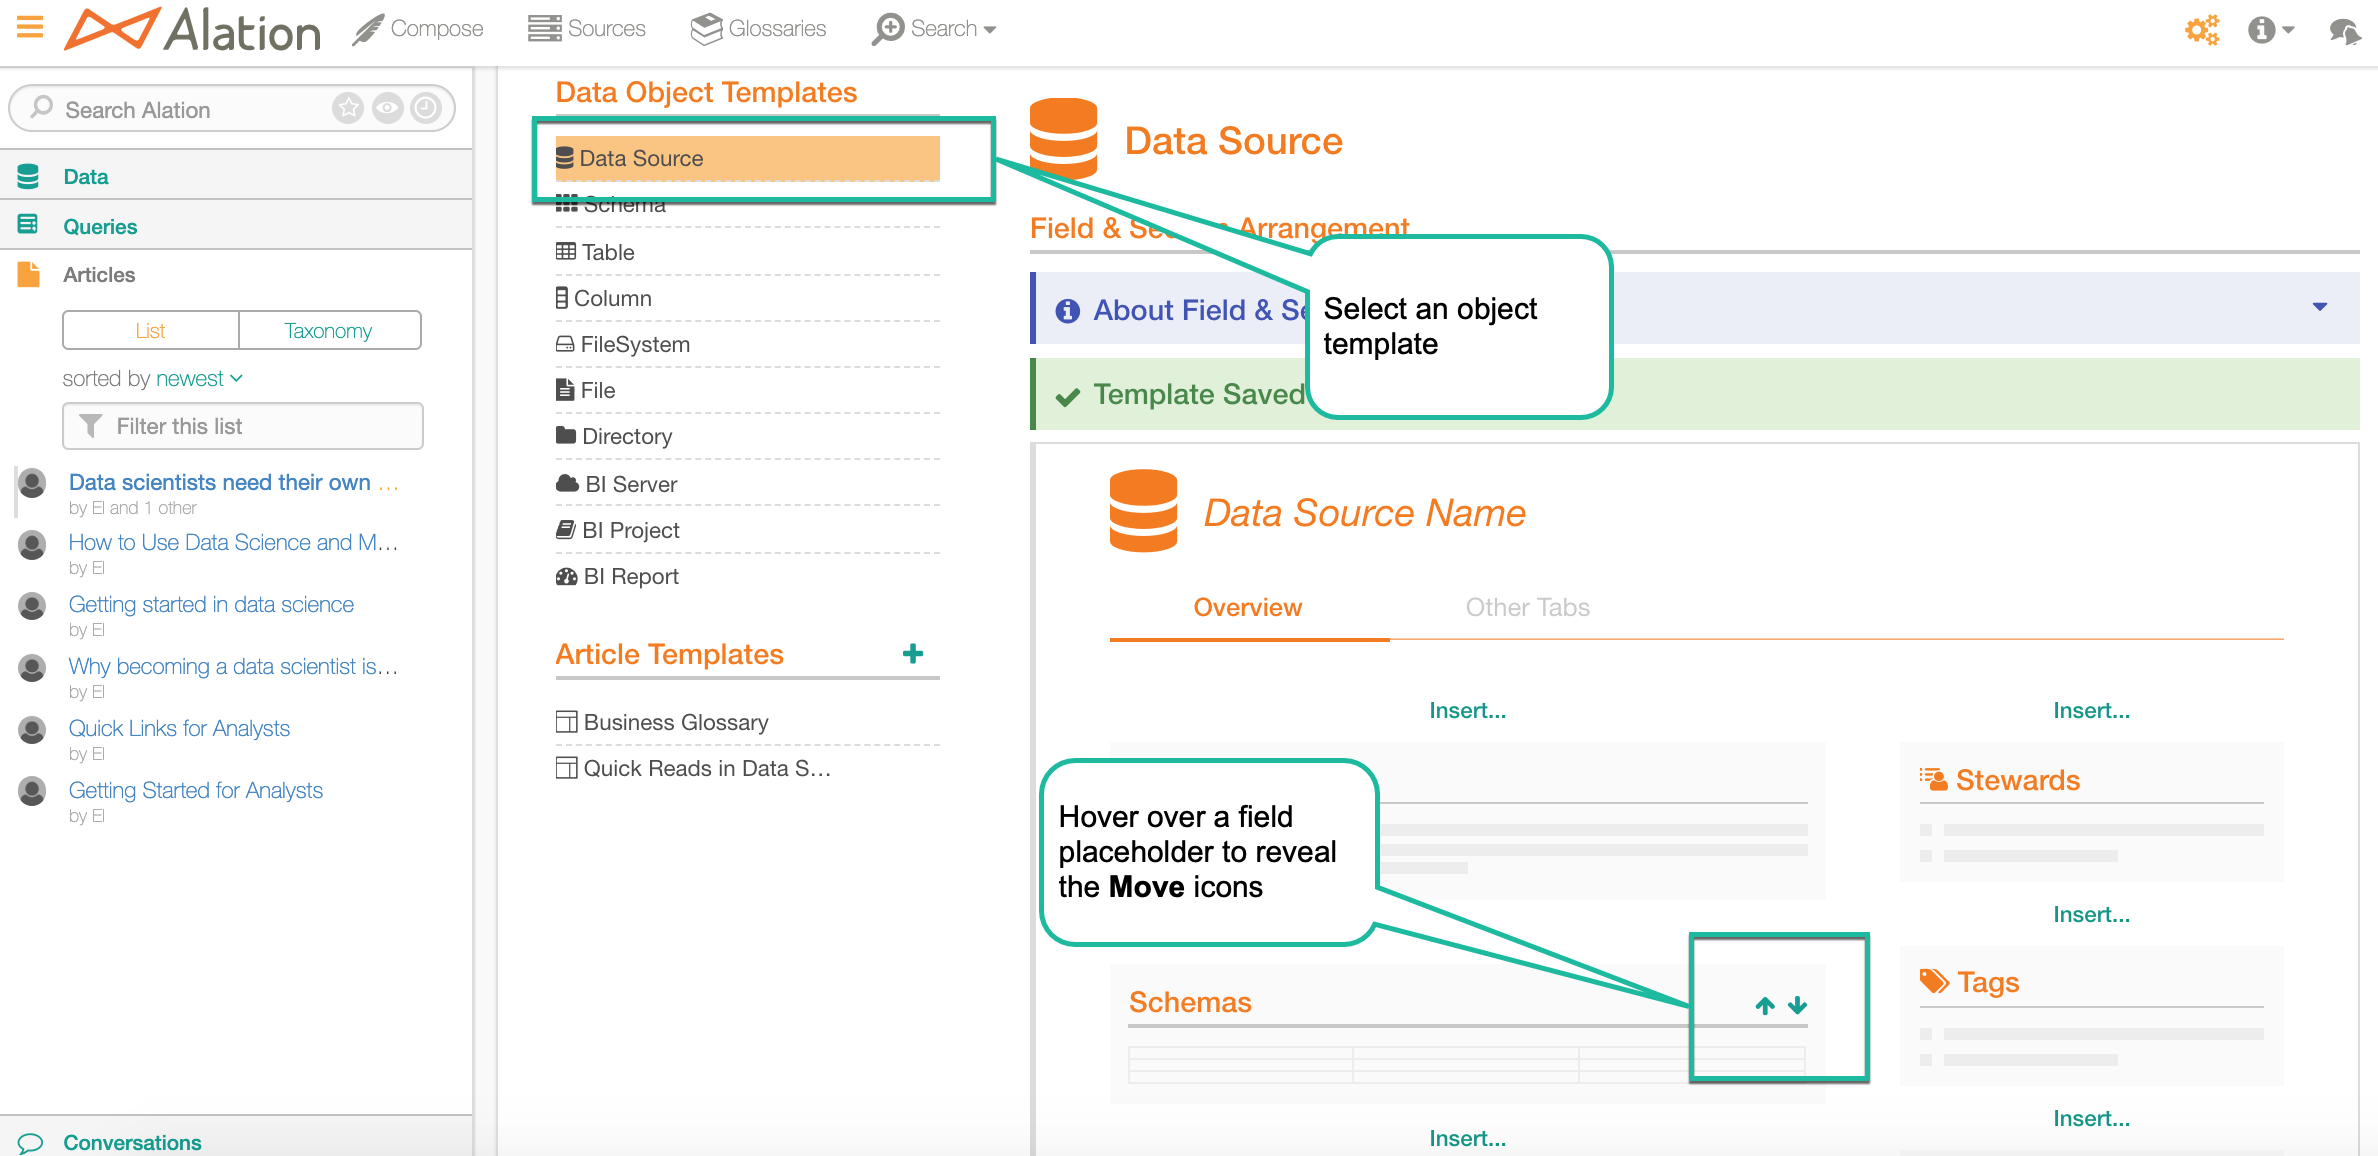 Alation
Compose
Sources
Glossaries
Search
Search Alation
Data
Queries
Articles
List
Taxonomy
sorted by newest
Filter this list
Data scientists need their own ...
by El and 1 other
How to Use Data Science and M...
by El
Getting started in data science
by El
Why becoming a data scientist is...
by El
Quick Links for Analysts
by El
Getting Started for Analysts
by El
Conversations
Data Object Templates
Data Source
Schema
Table
Column
FileSystem
File
Directory
BI Server
BI Project
BI Report
Article Templates
Business Glossary
Quick Reads in Data S...
Data Source
Field & Arrangement
About Field &
Template Saved
Select an object
template
Data Source Name
Overview
Other Tabs
Insert...
Insert...
Hover over a field
placeholder to reveal
the Move icons
Stewards
Insert...
Schemas
Tags
Insert...
Insert...